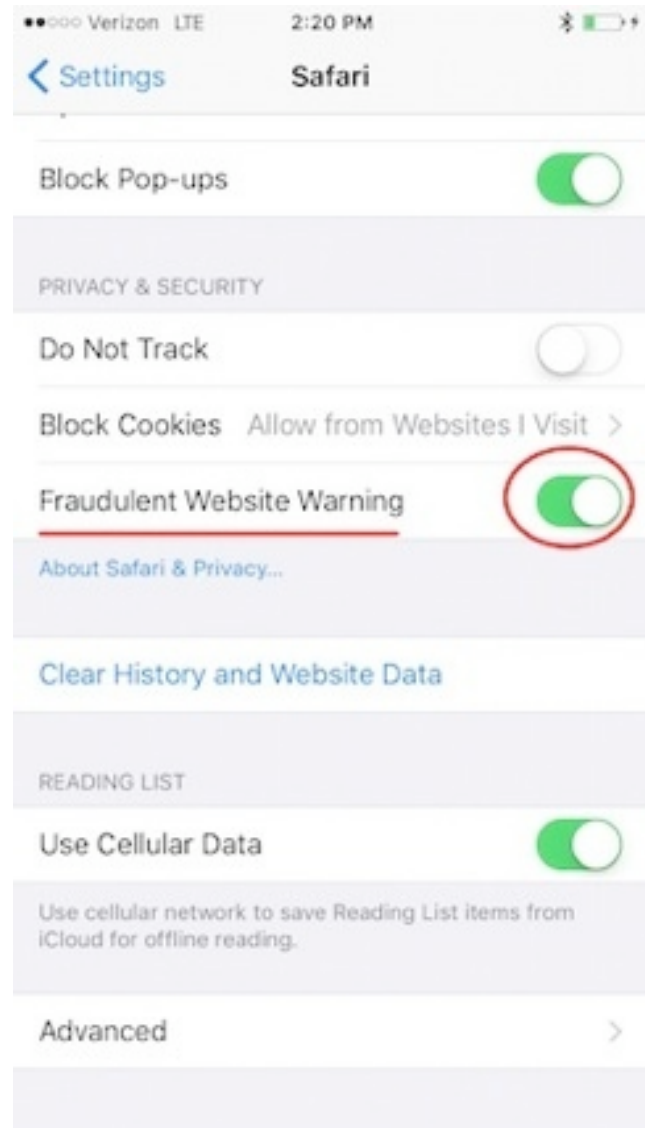 Verizon LTE 2:20 PM
Settings Safari
Block Pop-ups
PRIVACY & SECURITY
Do Not Track
Block Cookies Allow from Websites I Visit
Fraudulent Website Warning
About Safari & Privacy...
Clear History and Website Data
READING LIST
Use Cellular Data
Use cellular network to save Reading List items from
iCloud for offline reading.
Advanced